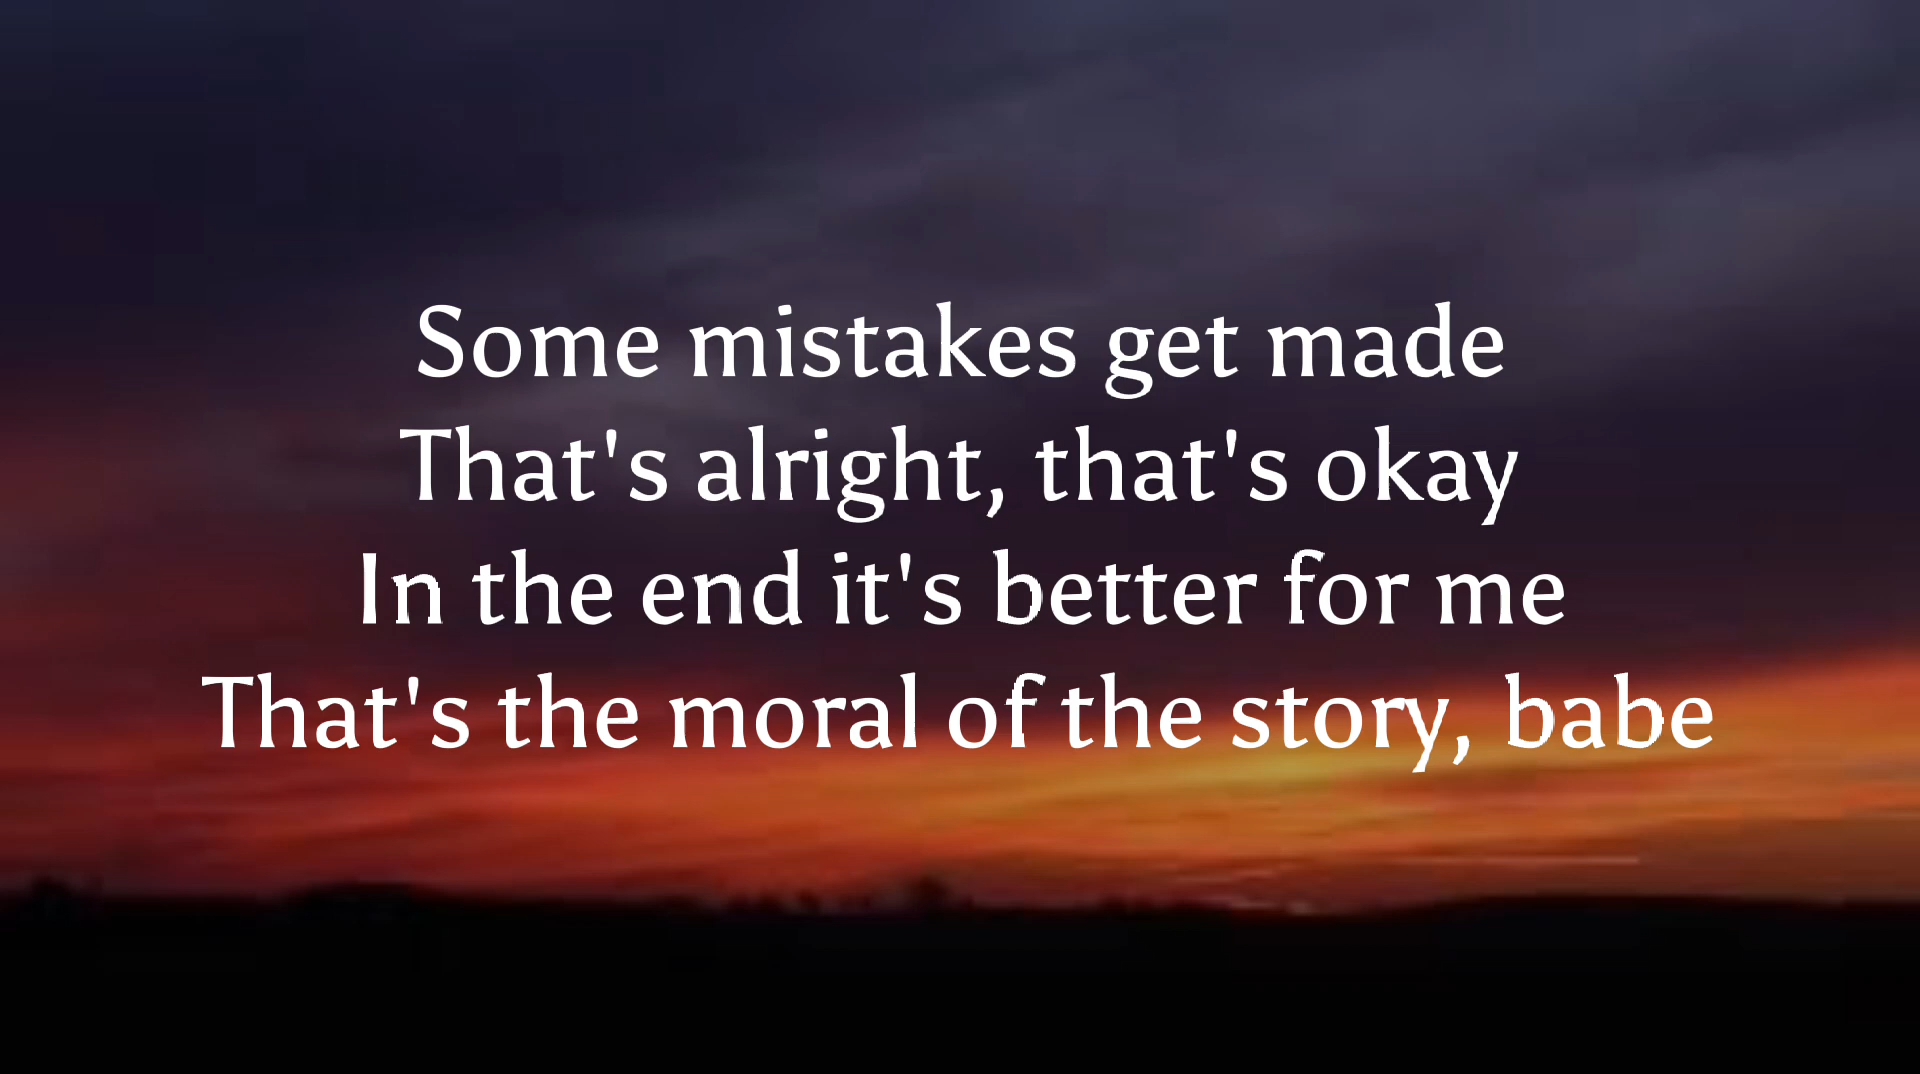 Some mistakes get made
That's alright, that's okay
In the end it's better for me
That's the moral of the story, babe